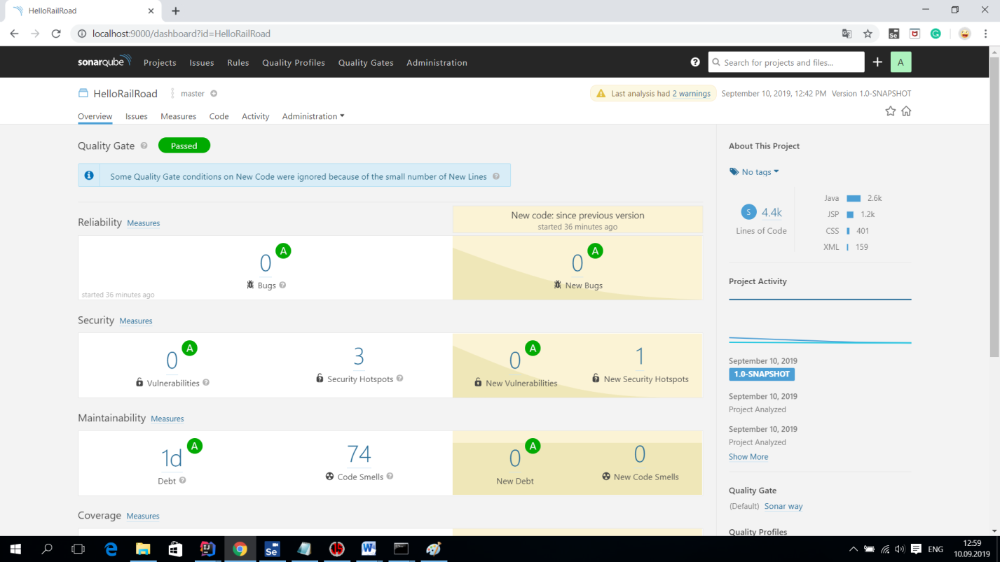 HelloRailRoad
localhost:9000/dashboard?id=HelloRailRoad
sonarqube Projects Issues Rules Quality Profiles Quality Gates Administration Search for projects and files... A
HelloRailRoad master Last analysis had 2 warnings September 10, 2019, 12:42 PM Version 1.0-SNAPSHOT
Overview Issues Measures Code Activity Administration
Quality Gate Passed
Some Quality Gate conditions on New Code were ignored because of the small number of New Lines
Reliability Measures
New code: since previous version
started 36 minutes ago
0 A
Bugs
started 36 minutes ago
0 A
New Bugs
Security Measures
0 A
Vulnerabilities
3
Security Hotspots
0 A
New Vulnerabilities
1
New Security Hotspots
Maintainability Measures
1d A
Debt
74
Code Smells
0 A
New Debt
0
New Code Smells
Coverage Measures
About This Project
No tags
S 4.4k
Lines of Code
Java 2.6k
JSP 1.2k
CSS 401
XML 159
Project Activity
September 10, 2019
1.0-SNAPSHOT
September 10, 2019
Project Analyzed
September 10, 2019
Project Analyzed
Show More
Quality Gate
(Default) Sonar way
Quality Profiles
Se
ENG
12:59
10.09.2019